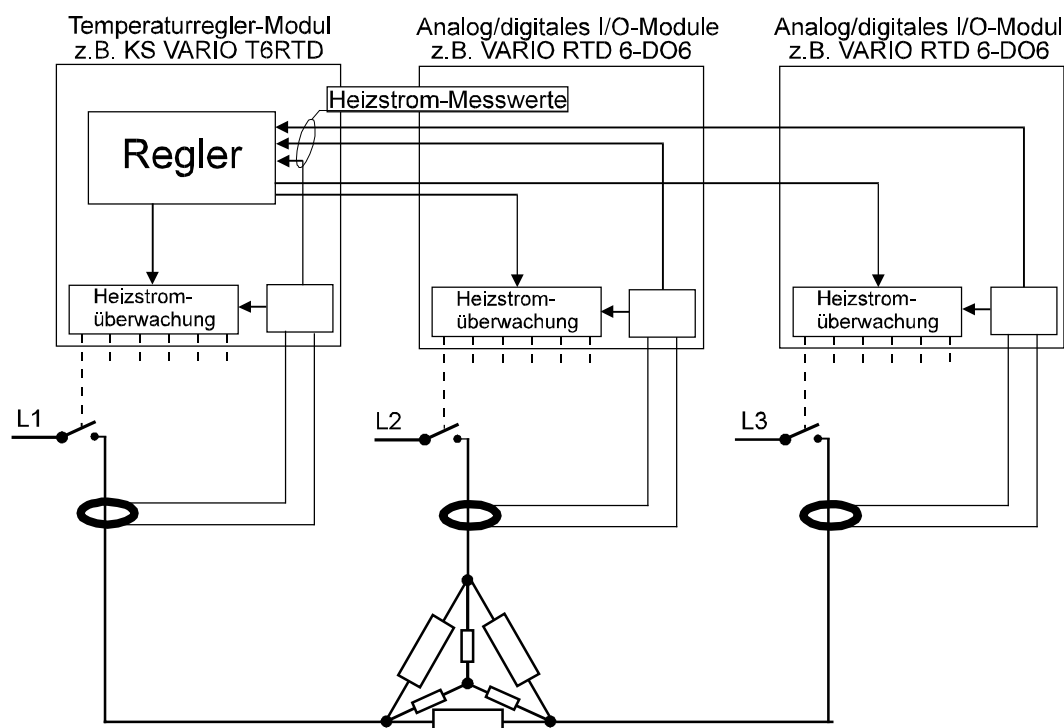 Temperaturregler-Modul
z.B. KS VARIO T6RTD
Analog/digitales I/O-Module
z.B. VARIO RTD 6-DO6
Analog/digitales I/O-Modul
z.B. VARIO RTD 6-DO6
Heizstrom-Messwerte
Regler
Heizstrom-
überwachung
Heizstrom-
überwachung
Heizstrom-
überwachung
L1
L2
L3